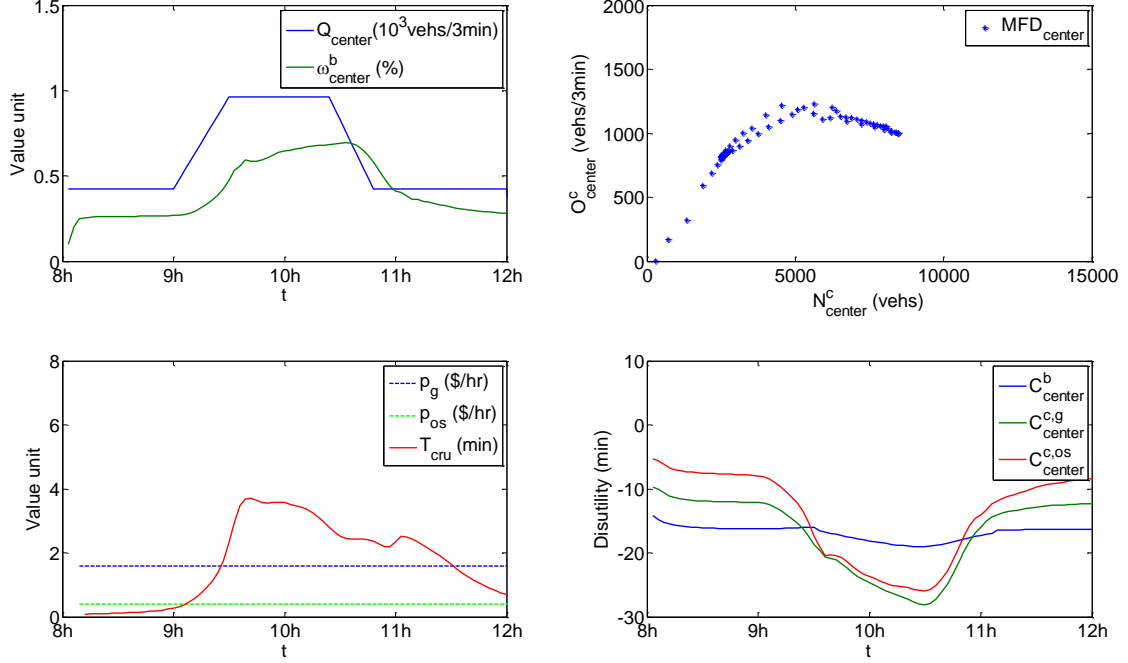 1.5
1
0.5
0
Value unit
Q_center (10^3 vehs/3min)
ω^b_center (%)
8h 9h 10h 11h 12h
t
2000
1500
1000
500
0
O^c_center (vehs/3min)
MFD_center
0 5000 10000 15000
N^c_center (vehs)
8
6
4
2
0
Value unit
p_g ($/hr)
p_os ($/hr)
T_cru (min)
8h 9h 10h 11h 12h
t
10
0
-10
-20
-30
Disutility (min)
C^b_center
C^c,g_center
C^c,os_center
8h 9h 10h 11h 12h
t